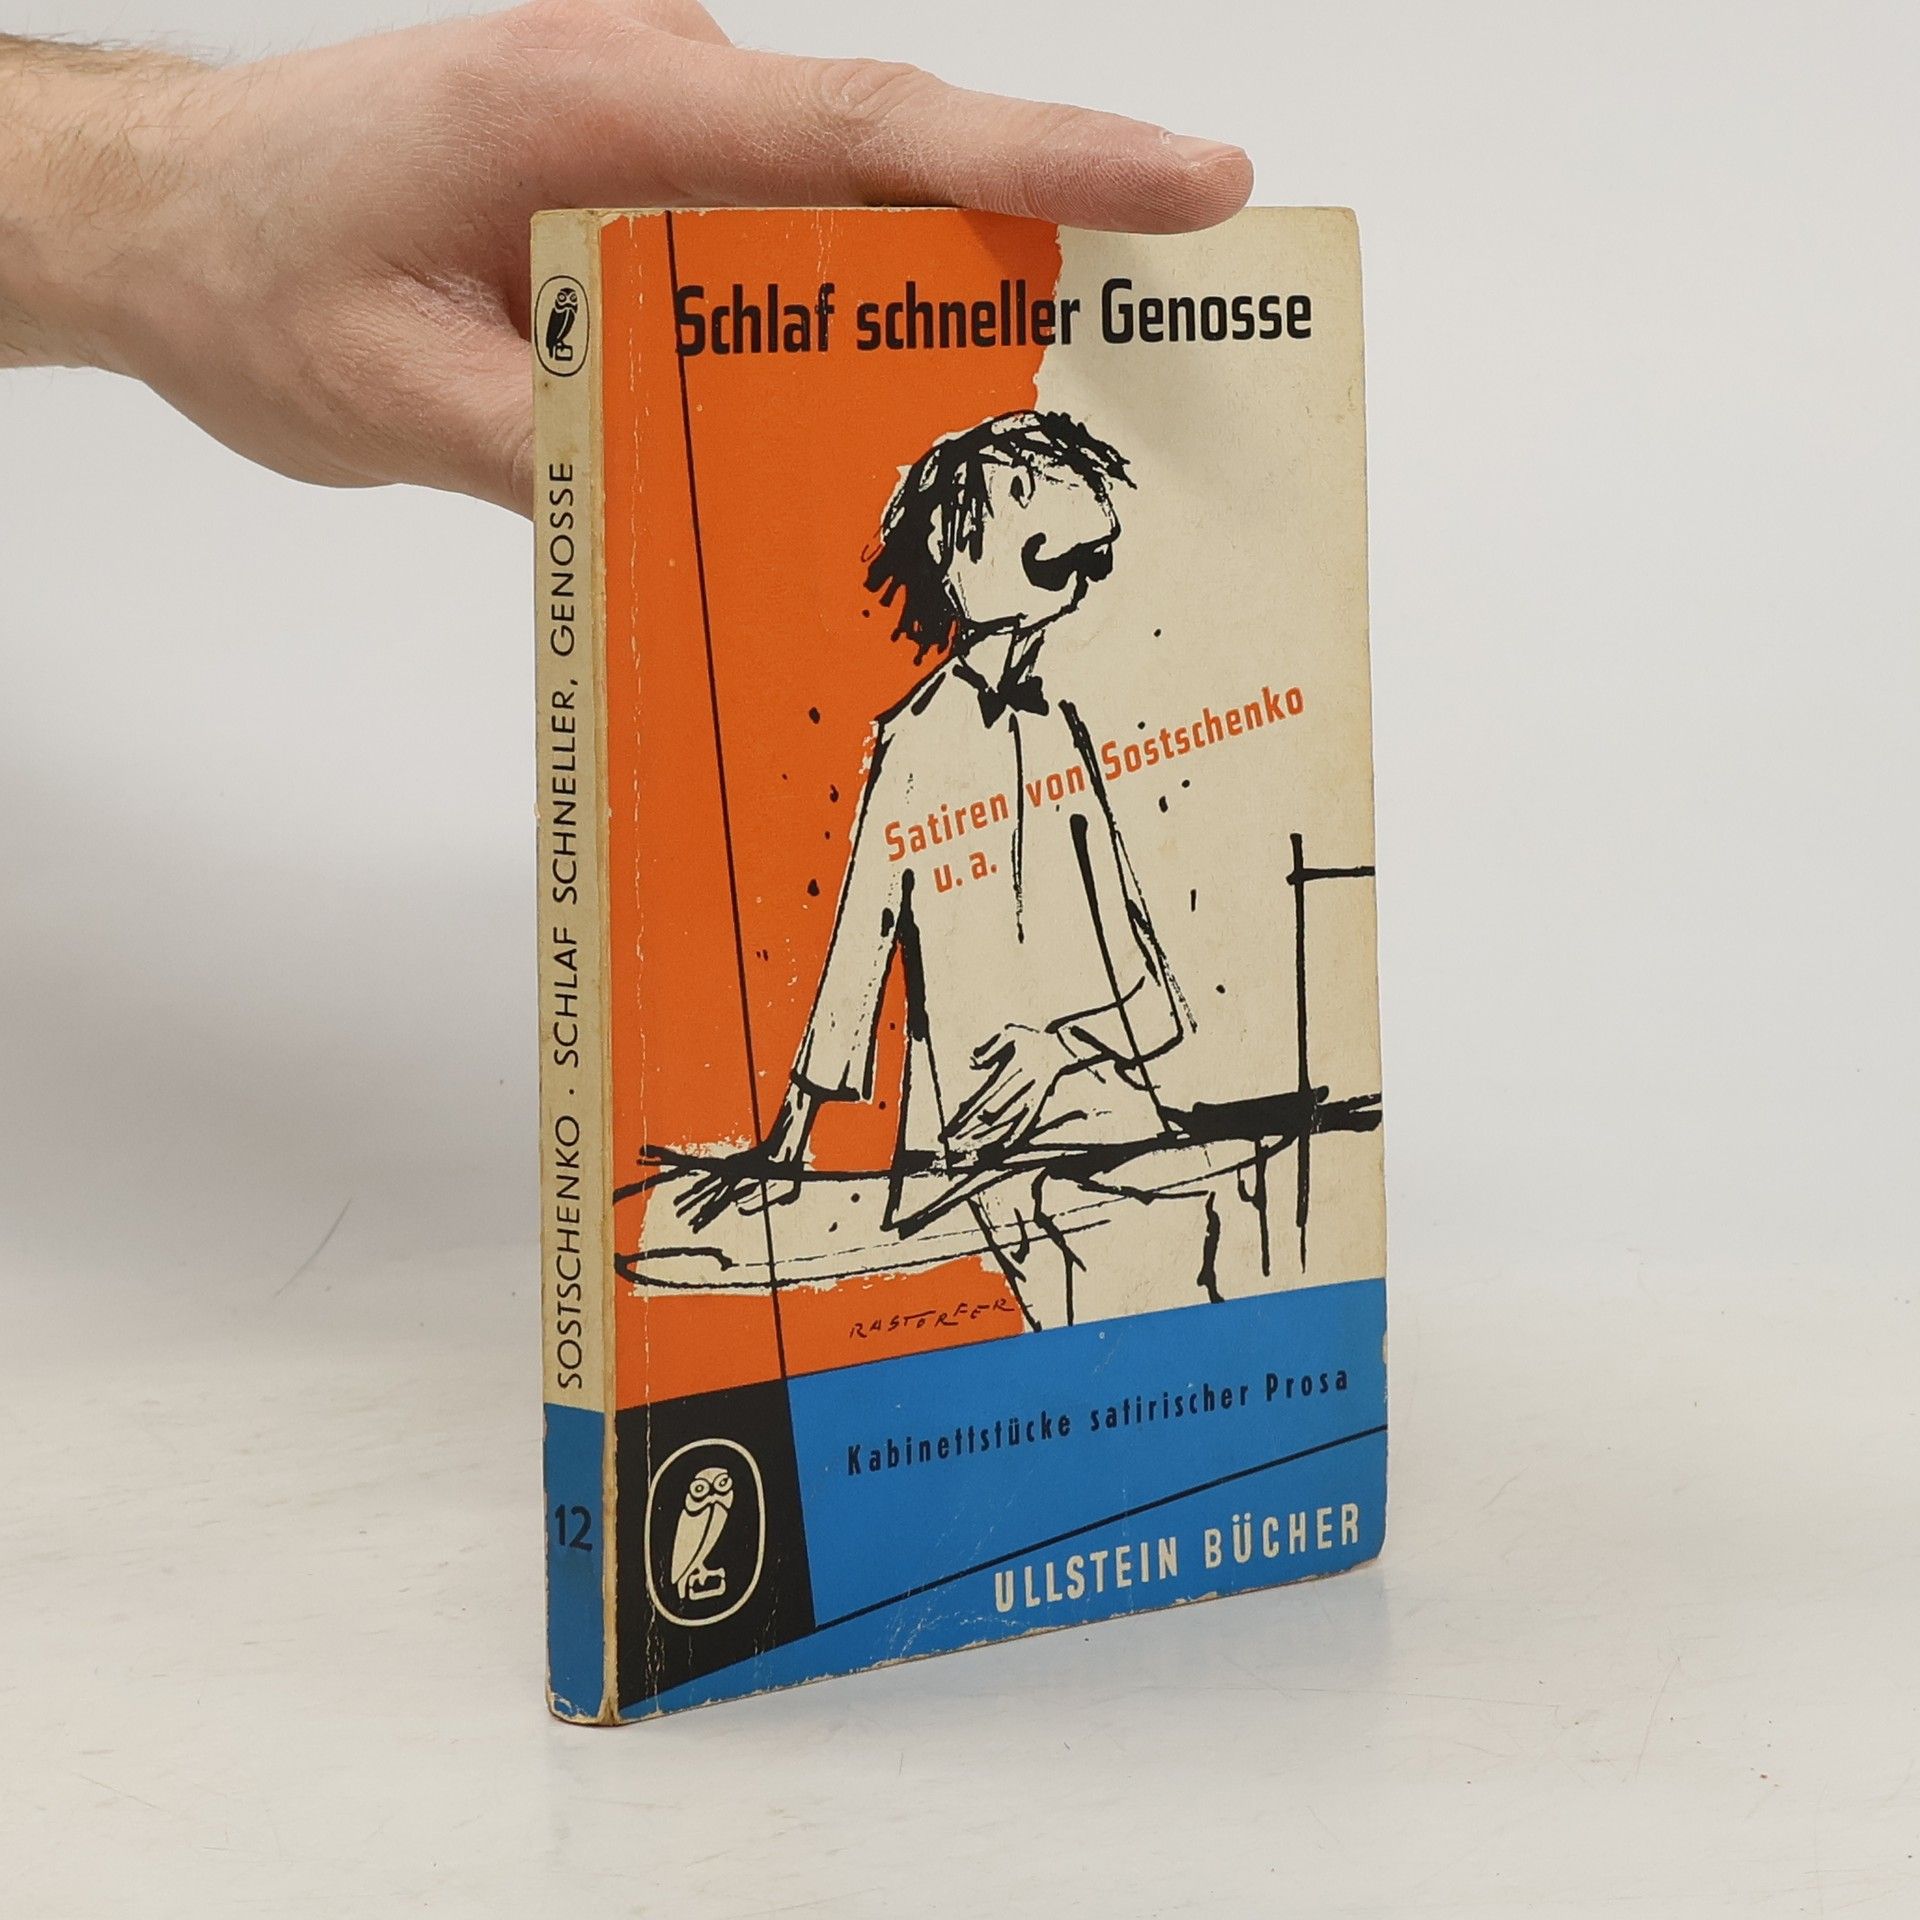 Schlaf schneller Genosse
Satiren von Sostschenko
u. a.
RASTORFER
Kabinettstücke satirischer Prosa
ULLSTEIN BÜCHER
SOSTSCHENKO . SCHLAF SCHNELLER, GENOSSE
12